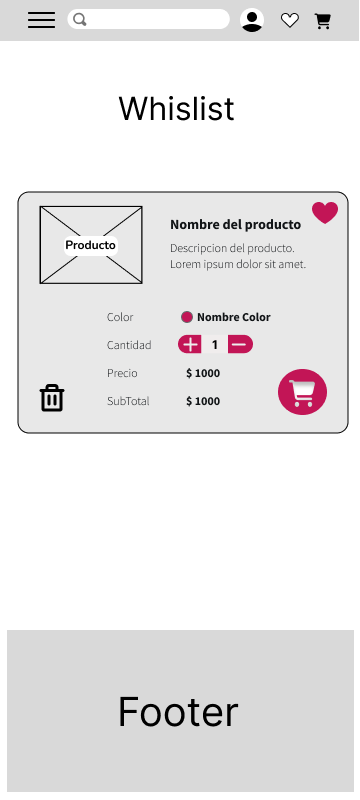 Whislist
Producto
Nombre del producto
Descripcion del producto.
Lorem ipsum dolor sit amet.
Color Nombre Color
Cantidad 1
Precio $ 1000
SubTotal $ 1000
Footer